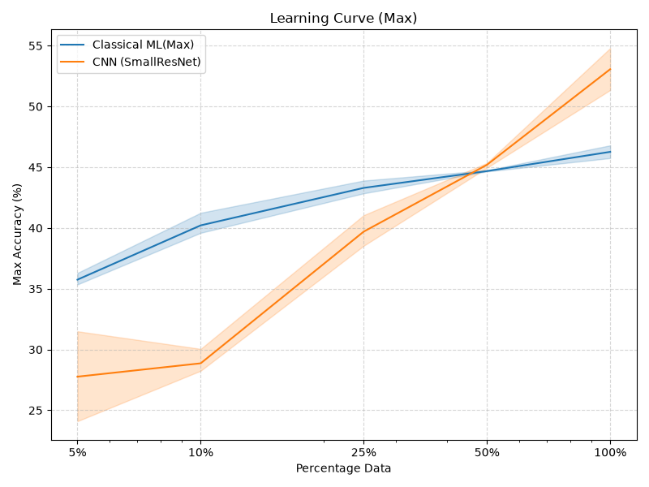 Learning Curve (Max)
Classical ML(Max)
CNN (SmallResNet)
55
50
45
40
35
30
25
Max Accuracy (%)
5%
10%
25%
50%
100%
Percentage Data